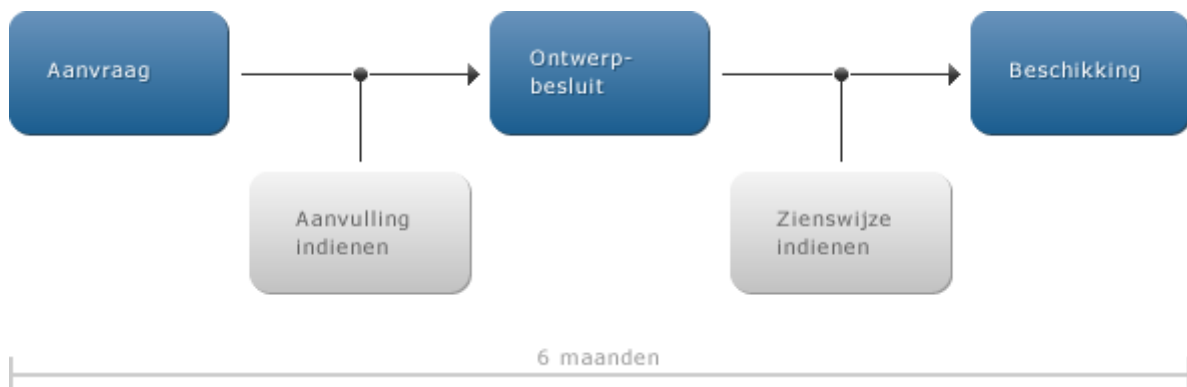 Aanvraag
Ontwerp-
besluit
Beschikking
Aanvulling
indienen
Zienswijze
indienen
6 maanden